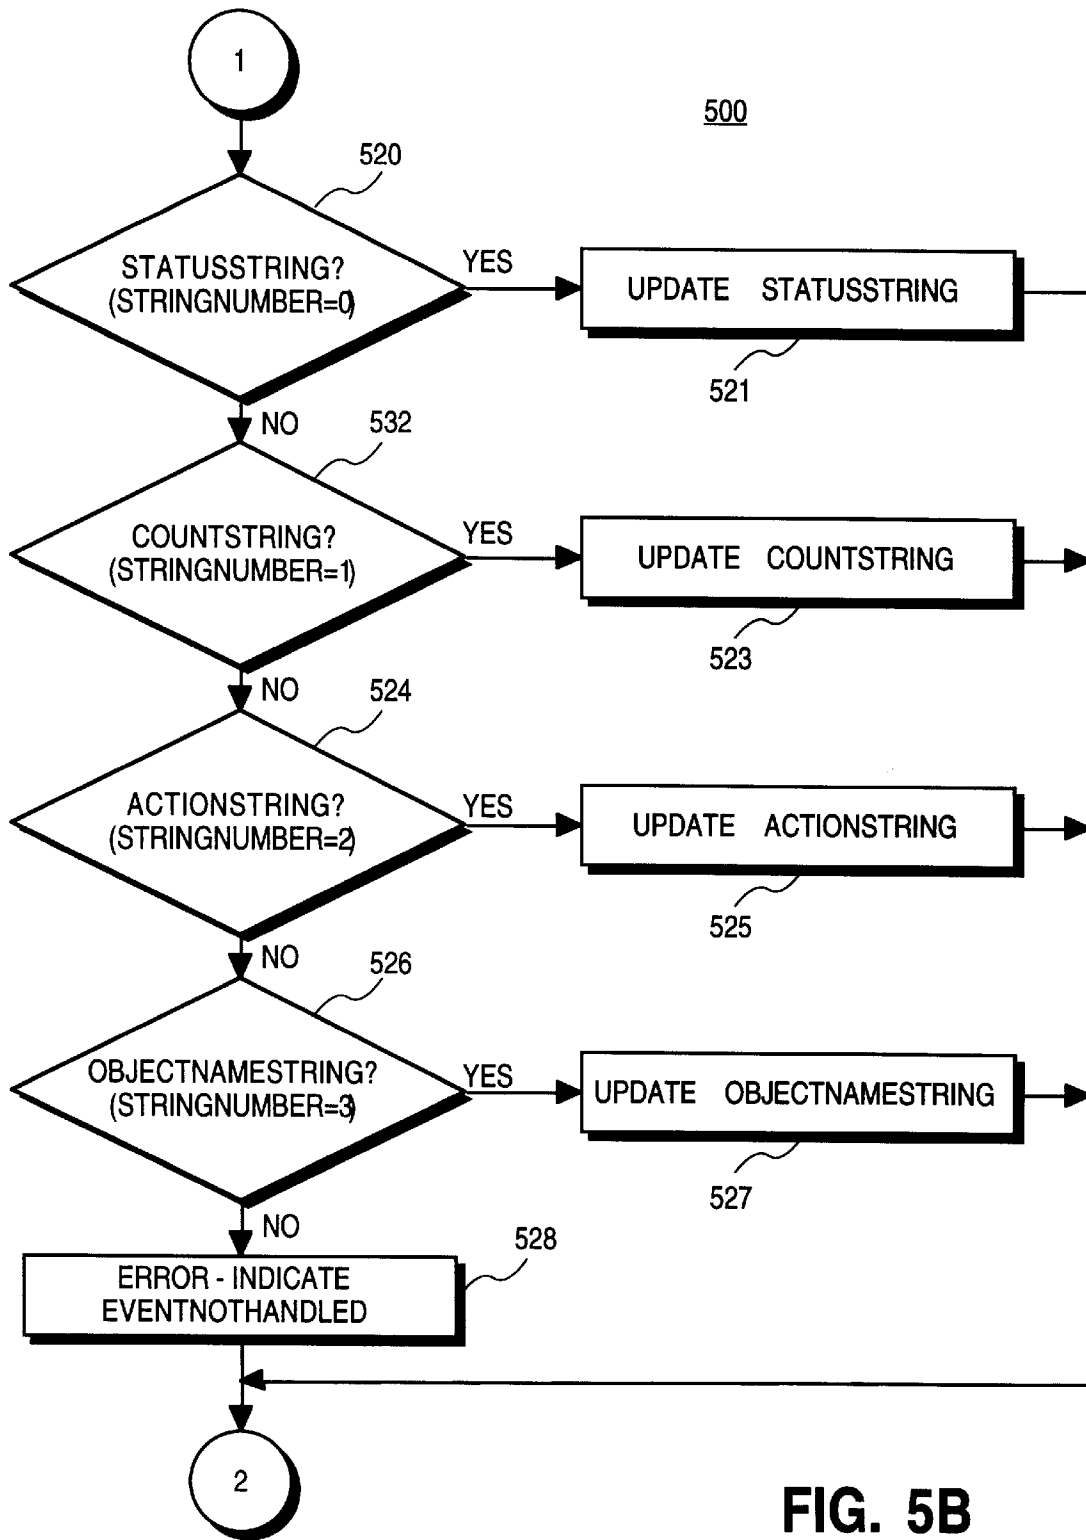 1
500
520
STATUSSTRING?
(STRINGNUMBER=0)
YES
UPDATE STATUSSTRING
521
NO
532
COUNTSTRING?
(STRINGNUMBER=1)
YES
UPDATE COUNTSTRING
523
NO
524
ACTIONSTRING?
(STRINGNUMBER=2)
YES
UPDATE ACTIONSTRING
525
NO
526
OBJECTNAMESTRING?
(STRINGNUMBER=3)
YES
UPDATE OBJECTNAMESTRING
527
NO
528
ERROR - INDICATE
EVENTNOTHANDLED
2
FIG. 5B